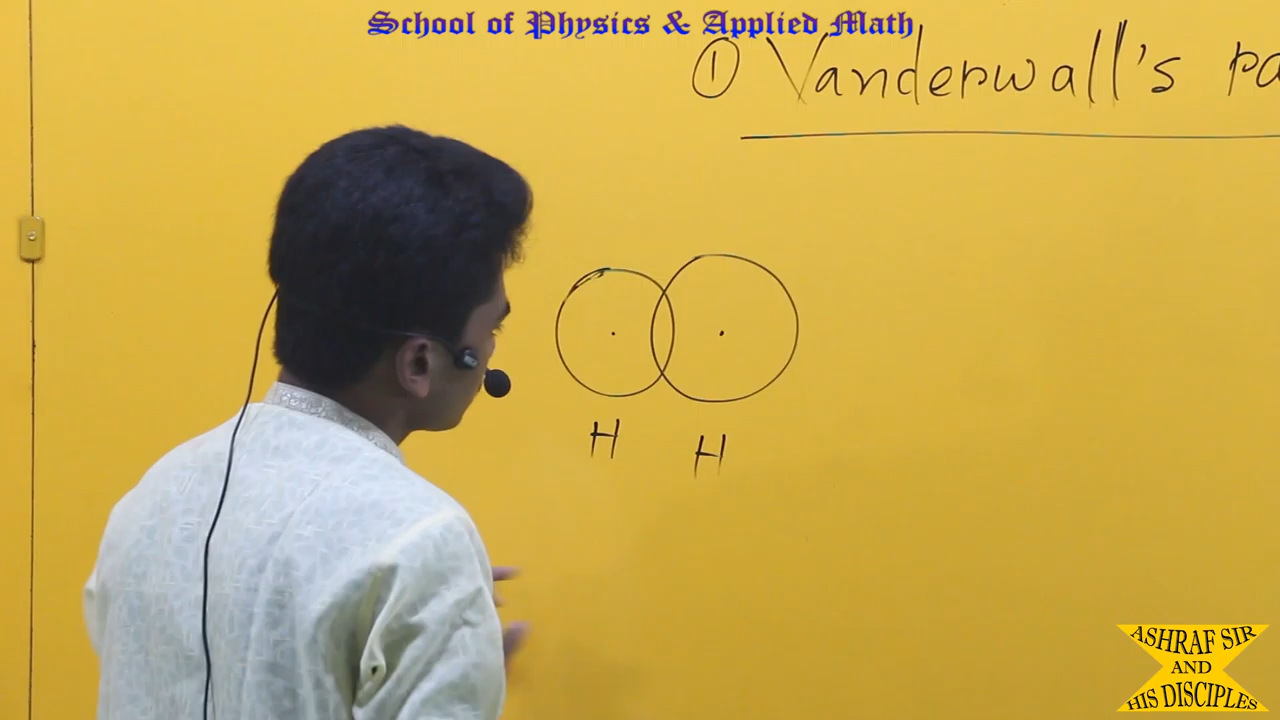 School of Physics & Applied Math
① Vanderwall's
H H
ASHRAF SIR
AND
HIS DISCIPLES